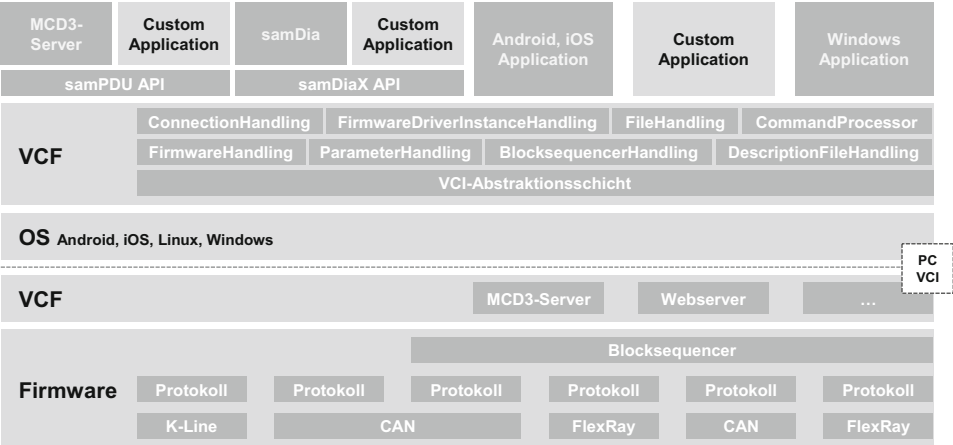 MCD3-
Server
Custom
Application
samDia
Custom
Application
Android, iOS
Application
Custom
Application
Windows
Application
samPDU API
samDiaX API
VCF
ConnectionHandling
FirmwareDriverInstanceHandling
FileHandling
CommandProcessor
FirmwareHandling
ParameterHandling
BlocksequencerHandling
DescriptionFileHandling
VCI-Abstraktionsschicht
OS Android, iOS, Linux, Windows
PC
VCI
VCF
MCD3-Server
Webserver
...
Firmware
Blocksequencer
Protokoll
Protokoll
Protokoll
Protokoll
Protokoll
Protokoll
K-Line
CAN
FlexRay
CAN
FlexRay